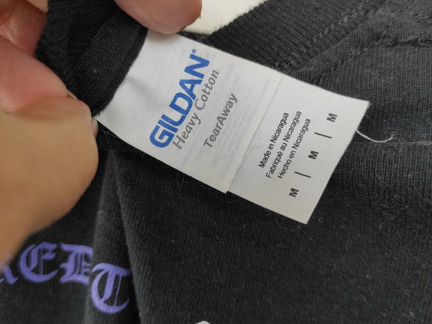 GILDAN®
Heavy Cotton
TearAway
Made in Nicaragua
Fabriqué au Nicaragua
Hecho en Nicaragua
M | M | M